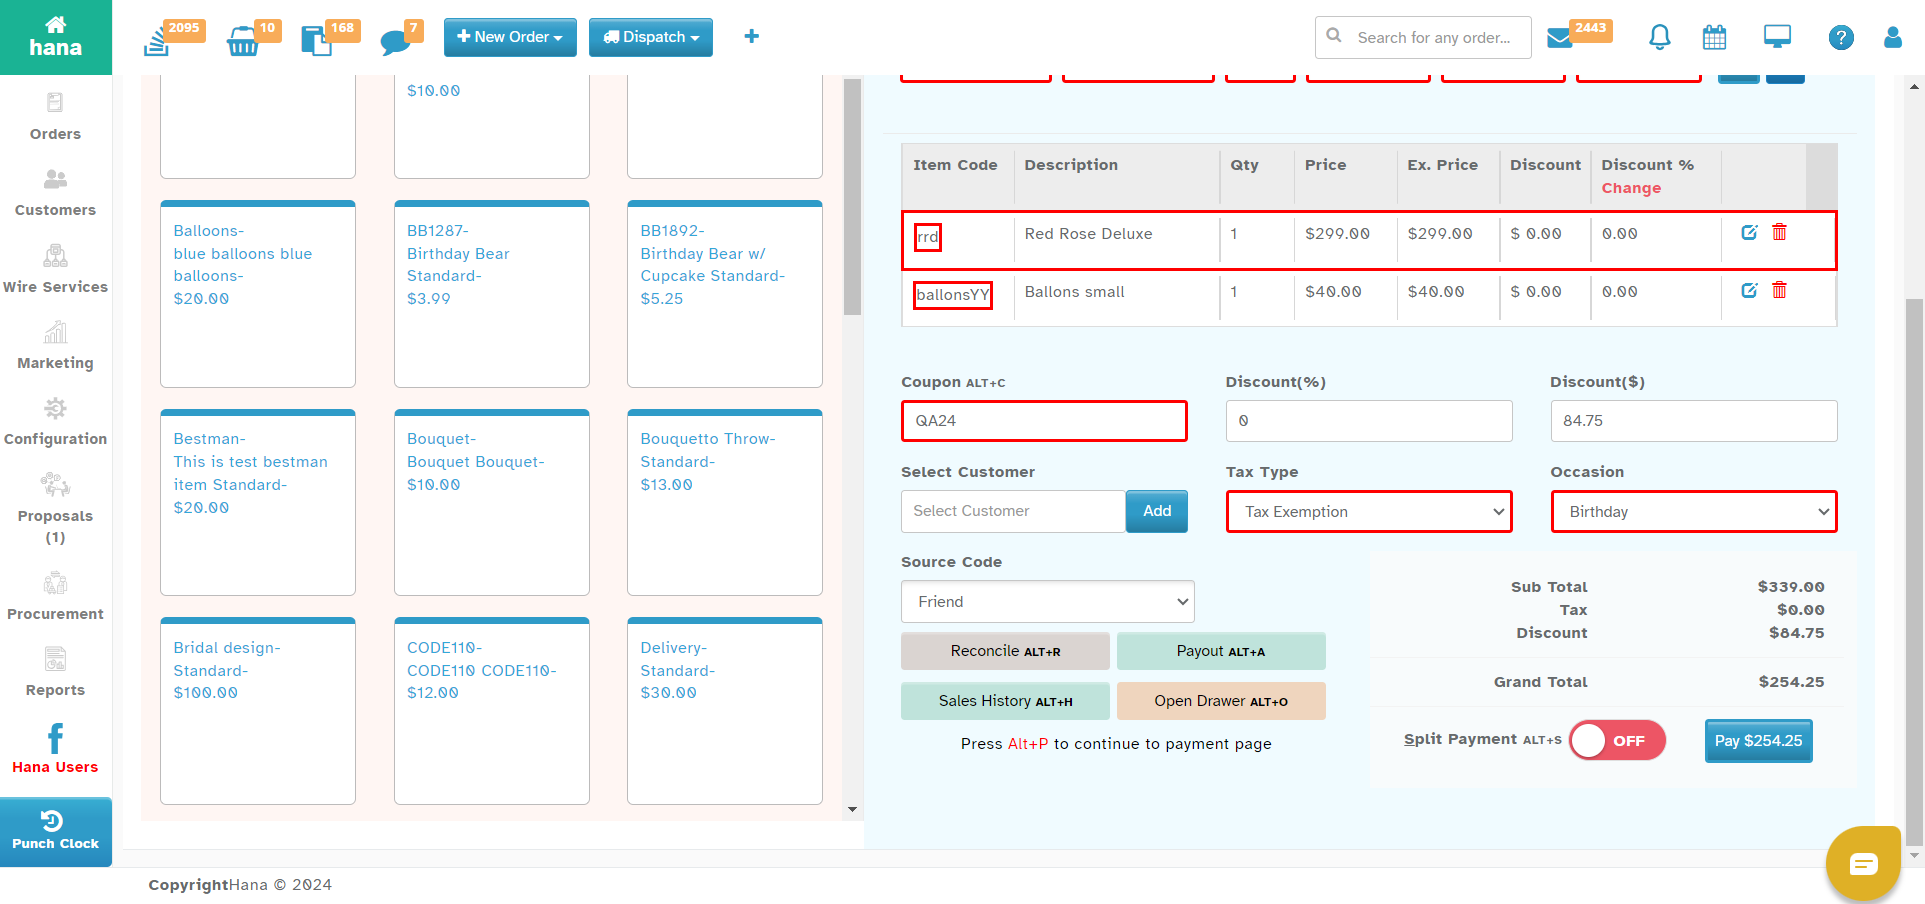 hana
2095
10
168
7
New Order
Dispatch
Search for any order...
2443
?
Orders
Customers
Wire Services
Marketing
Configuration
Proposals
(1)
Procurement
Reports
Hana Users
Punch Clock
$10.00
Balloons-
blue balloons blue
balloons-
$20.00
BB1287-
Birthday Bear
Standard-
$3.99
BB1892-
Birthday Bear w/
Cupcake Standard-
$5.25
Bestman-
This is test bestman
item Standard-
$20.00
Bouquet-
Bouquet Bouquet-
$10.00
Bouquetto Throw-
Standard-
$13.00
Bridal design-
Standard-
$100.00
CODE110-
CODE110 CODE110-
$12.00
Delivery-
Standard-
$30.00
Item Code Description Qty Price Ex. Price Discount Discount %
Change
rrd Red Rose Deluxe 1 $299.00 $299.00 $ 0.00 0.00
ballonsYY Ballons small 1 $40.00 $40.00 $ 0.00 0.00
Coupon ALT+C Discount(%) Discount($)
QA24 0 84.75
Select Customer Tax Type Occasion
Select Customer Add Tax Exemption Birthday
Source Code
Friend
Reconcile ALT+R Payout ALT+A
Sales History ALT+H Open Drawer ALT+O
Press Alt+P to continue to payment page
Sub Total $339.00
Tax $0.00
Discount $84.75
Grand Total $254.25
Split Payment ALT+S OFF Pay $254.25
CopyrightHana © 2024